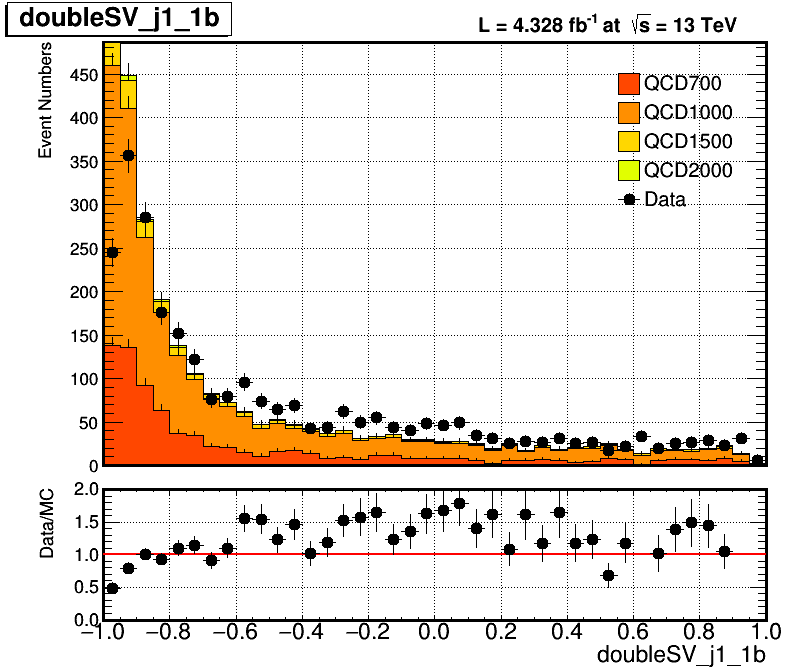 doubleSV_j1_1b
L = 4.328 fb-1 at √s = 13 TeV
Event Numbers
450
400
350
300
250
200
150
100
50
0
QCD700
QCD1000
QCD1500
QCD2000
Data
Data/MC
2.0
1.5
1.0
0.5
0.0
−1.0 −0.8 −0.6 −0.4 −0.2 0.0 0.2 0.4 0.6 0.8 1.0
doubleSV_j1_1b